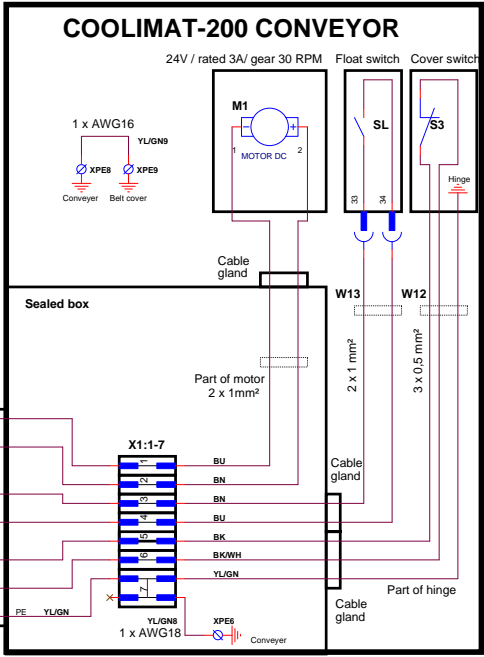 COOLIMAT-200 CONVEYOR
24V / rated 3A/ gear 30 RPM
Float switch
Cover switch
M1
1
2
MOTOR DC
SL
S3
33
34
Hinge
1 x AWG16
YL/GN9
XPE8
XPE9
Conveyer
Belt cover
Cable
gland
W13
W12
Sealed box
2 x 1 mm²
3 x 0,5 mm²
Part of motor
2 x 1mm²
X1:1-7
1
BU
2
BN
3
BN
4
BU
5
BK
6
BK/WH
7
YL/GN
Cable
gland
Part of hinge
Cable
gland
PE
YL/GN
YL/GN8
1 x AWG18
XPE6
Conveyer